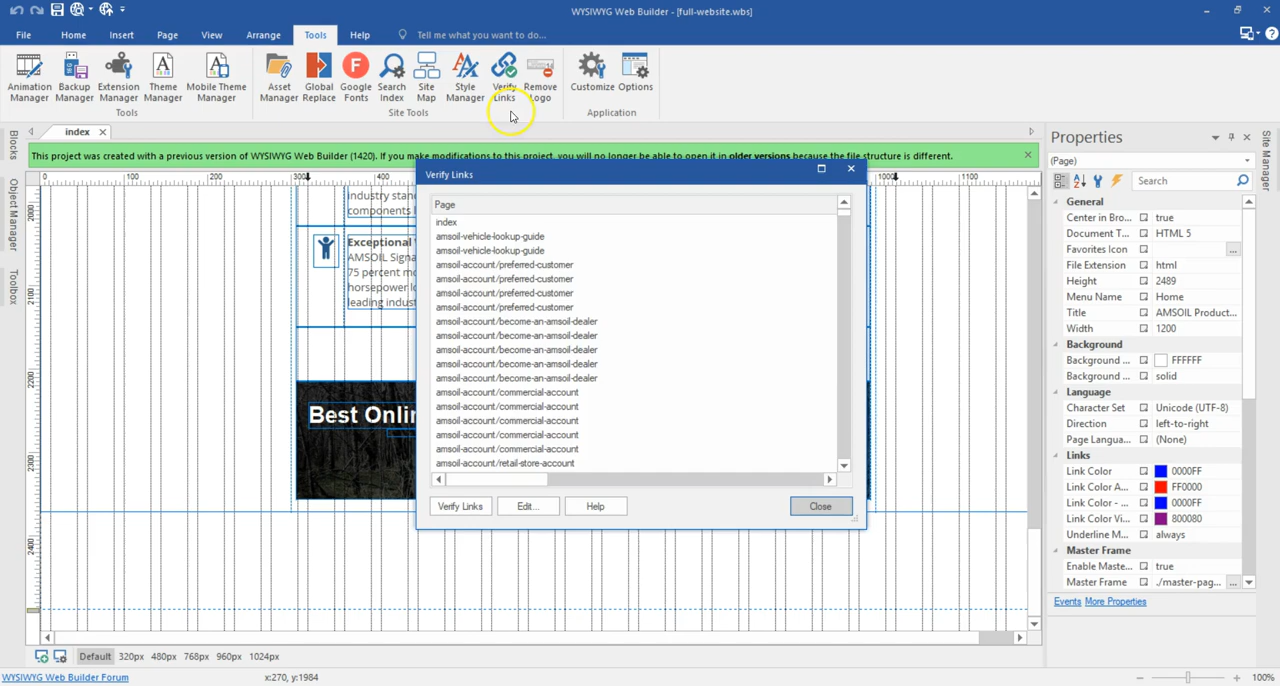 WYSIWYG Web Builder - [full-website.wbs]
File Home Insert Page View Arrange Tools Help Tell me what you want to do...
Animation Manager
Backup Manager
Extension Manager
Theme Manager
Mobile Theme Manager
Asset Manager
Global Replace
Google Fonts
Search Index
Site Map
Style Manager
Verify Links
Remove Logo
Customize
Options
Tools Site Tools Application
index
This project was created with a previous version of WYSIWYG Web Builder (1420). If you make modifications to this project, you will no longer be able to open it in older versions because the file structure is different.
Blocks
Object Manager
Toolbox
0 100 200 300 400 1000 1100
2000
2100
2200
2300
2400
industry stan
components l
Exceptional
AMSOIL Signa
75 percent mo
horsepower lo
leading indust
Best Onli
Verify Links
Page
index
amsoil-vehicle-lookup-guide
amsoil-vehicle-lookup-guide
amsoil-account/preferred-customer
amsoil-account/preferred-customer
amsoil-account/preferred-customer
amsoil-account/preferred-customer
amsoil-account/become-an-amsoil-dealer
amsoil-account/become-an-amsoil-dealer
amsoil-account/become-an-amsoil-dealer
amsoil-account/become-an-amsoil-dealer
amsoil-account/become-an-amsoil-dealer
amsoil-account/commercial-account
amsoil-account/commercial-account
amsoil-account/commercial-account
amsoil-account/commercial-account
amsoil-account/commercial-account
amsoil-account/retail-store-account
Verify Links Edit... Help Close
Properties
(Page)
Search
General
Center in Bro... true
Document T... HTML 5
Favorites Icon ...
File Extension html
Height 2489
Menu Name Home
Title AMSOIL Product...
Width 1200
Background
Background ... FFFFFF
Background ... solid
Language
Character Set Unicode (UTF-8)
Direction left-to-right
Page Langua... (None)
Links
Link Color 0000FF
Link Color A... FF0000
Link Color - ... 0000FF
Link Color Vi... 800080
Underline M... always
Master Frame
Enable Maste... true
Master Frame ./master-pag... ...
Events More Properties
Site Manager
Default 320px 480px 768px 960px 1024px
WYSIWYG Web Builder Forum x:270, y:1984 100%